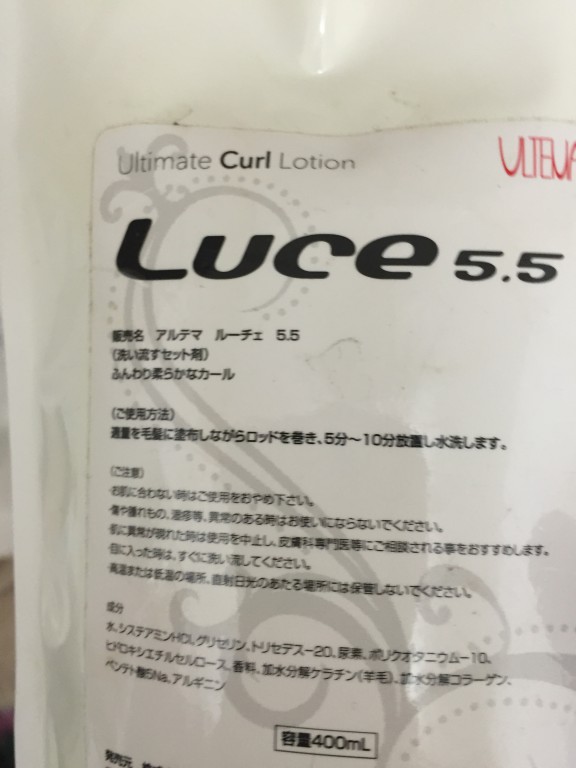 Ultimate Curl Lotion
ULTEUA
Luce 5.5
販売名 アルテマ ルーチェ 5.5
(洗い流すセット剤)
ふんわり柔らかなカール
(ご使用方法)
適量を毛髪に塗布しながらロッドを巻き、5分〜10分放置し水洗します。
(ご注意)
・お肌に合わない時はご使用をおやめ下さい。
・傷や腫れもの、湿疹等、異常のある時はお使いにならないでください。
・肌に異常が現れた時は使用を中止し、皮膚科専門医等にご相談される事をおすすめします。
・目に入った時は、すぐに洗い流してください。
・高温または低温の場所、直射日光のあたる場所には保管しないでください。
成分
水、システアミンHCl、グリセリン、トリセデス-20、尿素、ポリクオタニウム-10、
ヒドロキシエチルセルロース、香料、加水分解ケラチン(羊毛)、加水分解コラーゲン、
ペンテト酸5Na、アルギニン
容量400mL
発売元